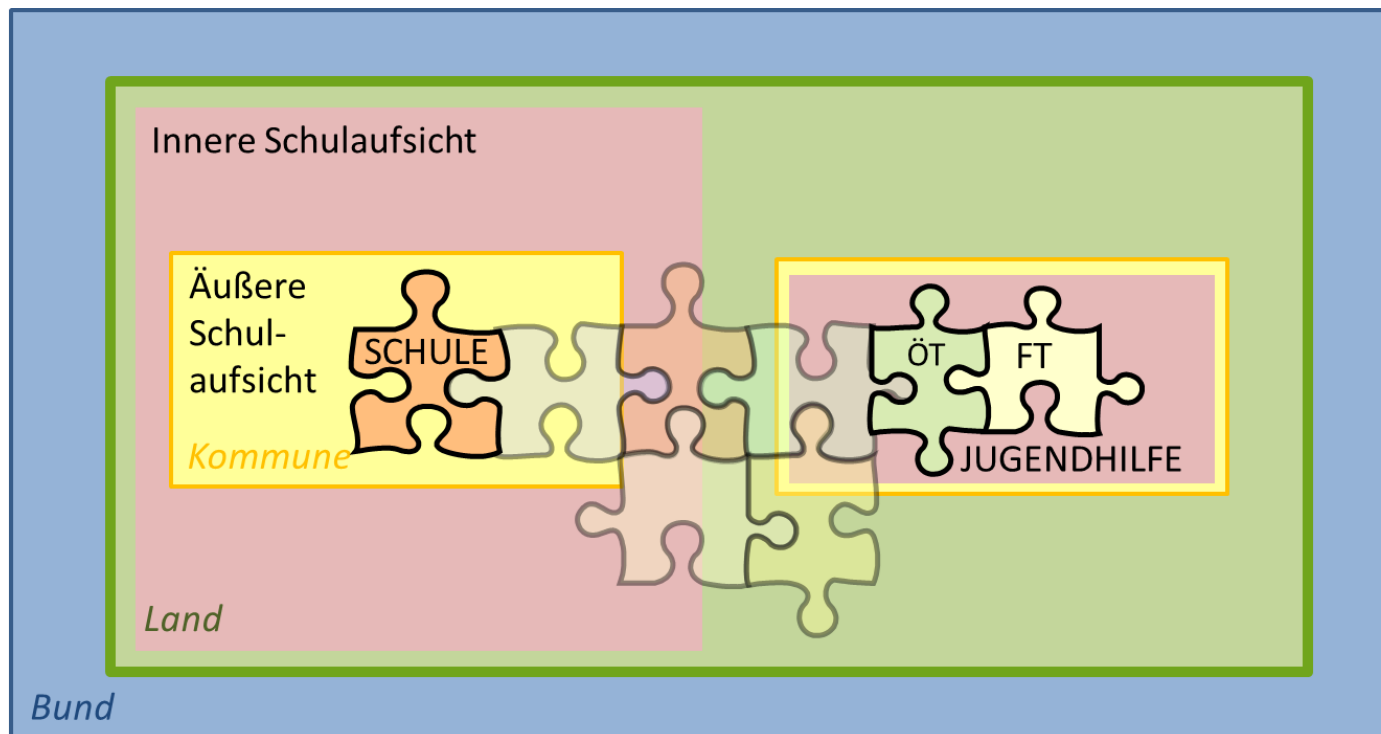 Innere Schulaufsicht
Äußere
Schul-
aufsicht
SCHULE
Kommune
ÖT
FT
JUGENDHILFE
Land
Bund